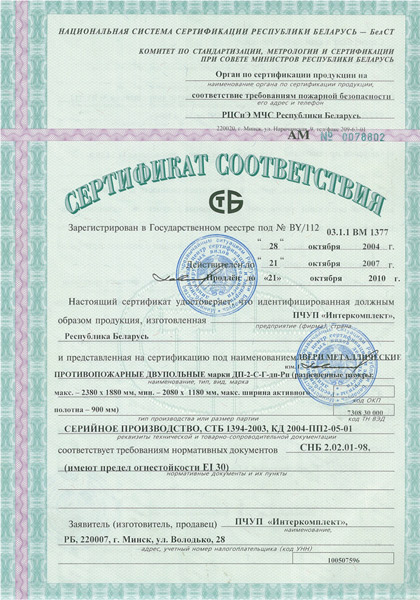 НАЦИОНАЛЬНАЯ СИСТЕМА СЕРТИФИКАЦИИ РЕСПУБЛИКИ БЕЛАРУСЬ — БелСТ
КОМИТЕТ ПО СТАНДАРТИЗАЦИИ, МЕТРОЛОГИИ И СЕРТИФИКАЦИИ
ПРИ СОВЕТЕ МИНИСТРОВ РЕСПУБЛИКИ БЕЛАРУСЬ
Орган по сертификации продукции на
наименование органа по сертификации продукции,
соответствие требованиям пожарной безопасности
его адрес и телефон
РЦСиЭ МЧС Республики Беларусь
220020, г. Минск, ул.
АМ № 0078802
СЕРТИФИКАТ СООТВЕТСТВИЯ
СТБ
Зарегистрирован в Государственном реестре под № BY/112 03.1.1 ВМ 1377
“ 28 ” октября 2004 г.
Действителен до “ 21 ” октября 2007 г.
Продлён до «21» октября 2010 г.
Настоящий сертификат удостоверяет, что идентифицированная должным
образом продукция, изготовленная ПЧУП «Интеркомплект»,
предприятие (фирма), страна
Республика Беларусь
и представленная на сертификацию под наименованием ДВЕРИ МЕТАЛЛИЧЕСКИЕ
ПРОТИВОПОЖАРНЫЕ ДВУПОЛЬНЫЕ марки ДП-2-С-Г-лп-Рп
наименование, тип, вид, марка
макс. – 2380 х 1880 мм, мин. – 2080 х 1180 мм, макс. ширина активного
код ОКП
полотна – 900 мм) 7308 30 000
тип производства или размер партии код ТН ВЭД
СЕРИЙНОЕ ПРОИЗВОДСТВО, СТБ 1394-2003, КД 2004-ПП2-05-01
реквизиты технической и товарно-сопроводительной документации
соответствует требованиям нормативных документов СНБ 2.02.01-98,
(имеют предел огнестойкости EI 30)
нормативные документы и их пункты
Заявитель (изготовитель, продавец) ПЧУП «Интеркомплект»,
наименование,
РБ, 220007, г. Минск, ул. Володько, 28
адрес, учетный номер налогоплательщика (код УНН)
100507596